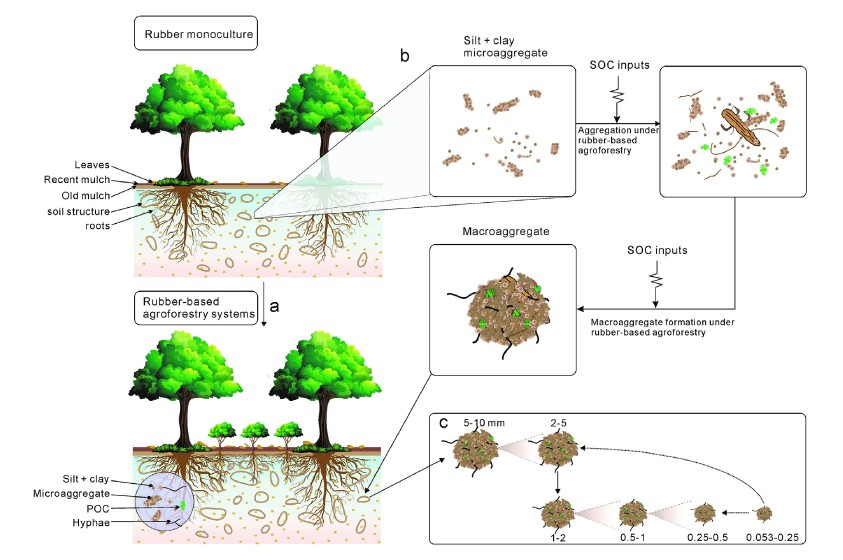 Rubber monoculture
Leaves
Recent mulch
Old mulch
soil structure
roots
b
Silt + clay
microaggregate
SOC inputs
Aggregation under
rubber-based
agroforestry
Macroaggregate
SOC inputs
Macroaggregate formation under
rubber-based agroforestry
Rubber-based
agroforestry systems
a
Silt + clay
Microaggregate
POC
Hyphae
c
5-10 mm
2-5
1-2
0.5-1
0.25-0.5
0.053-0.25